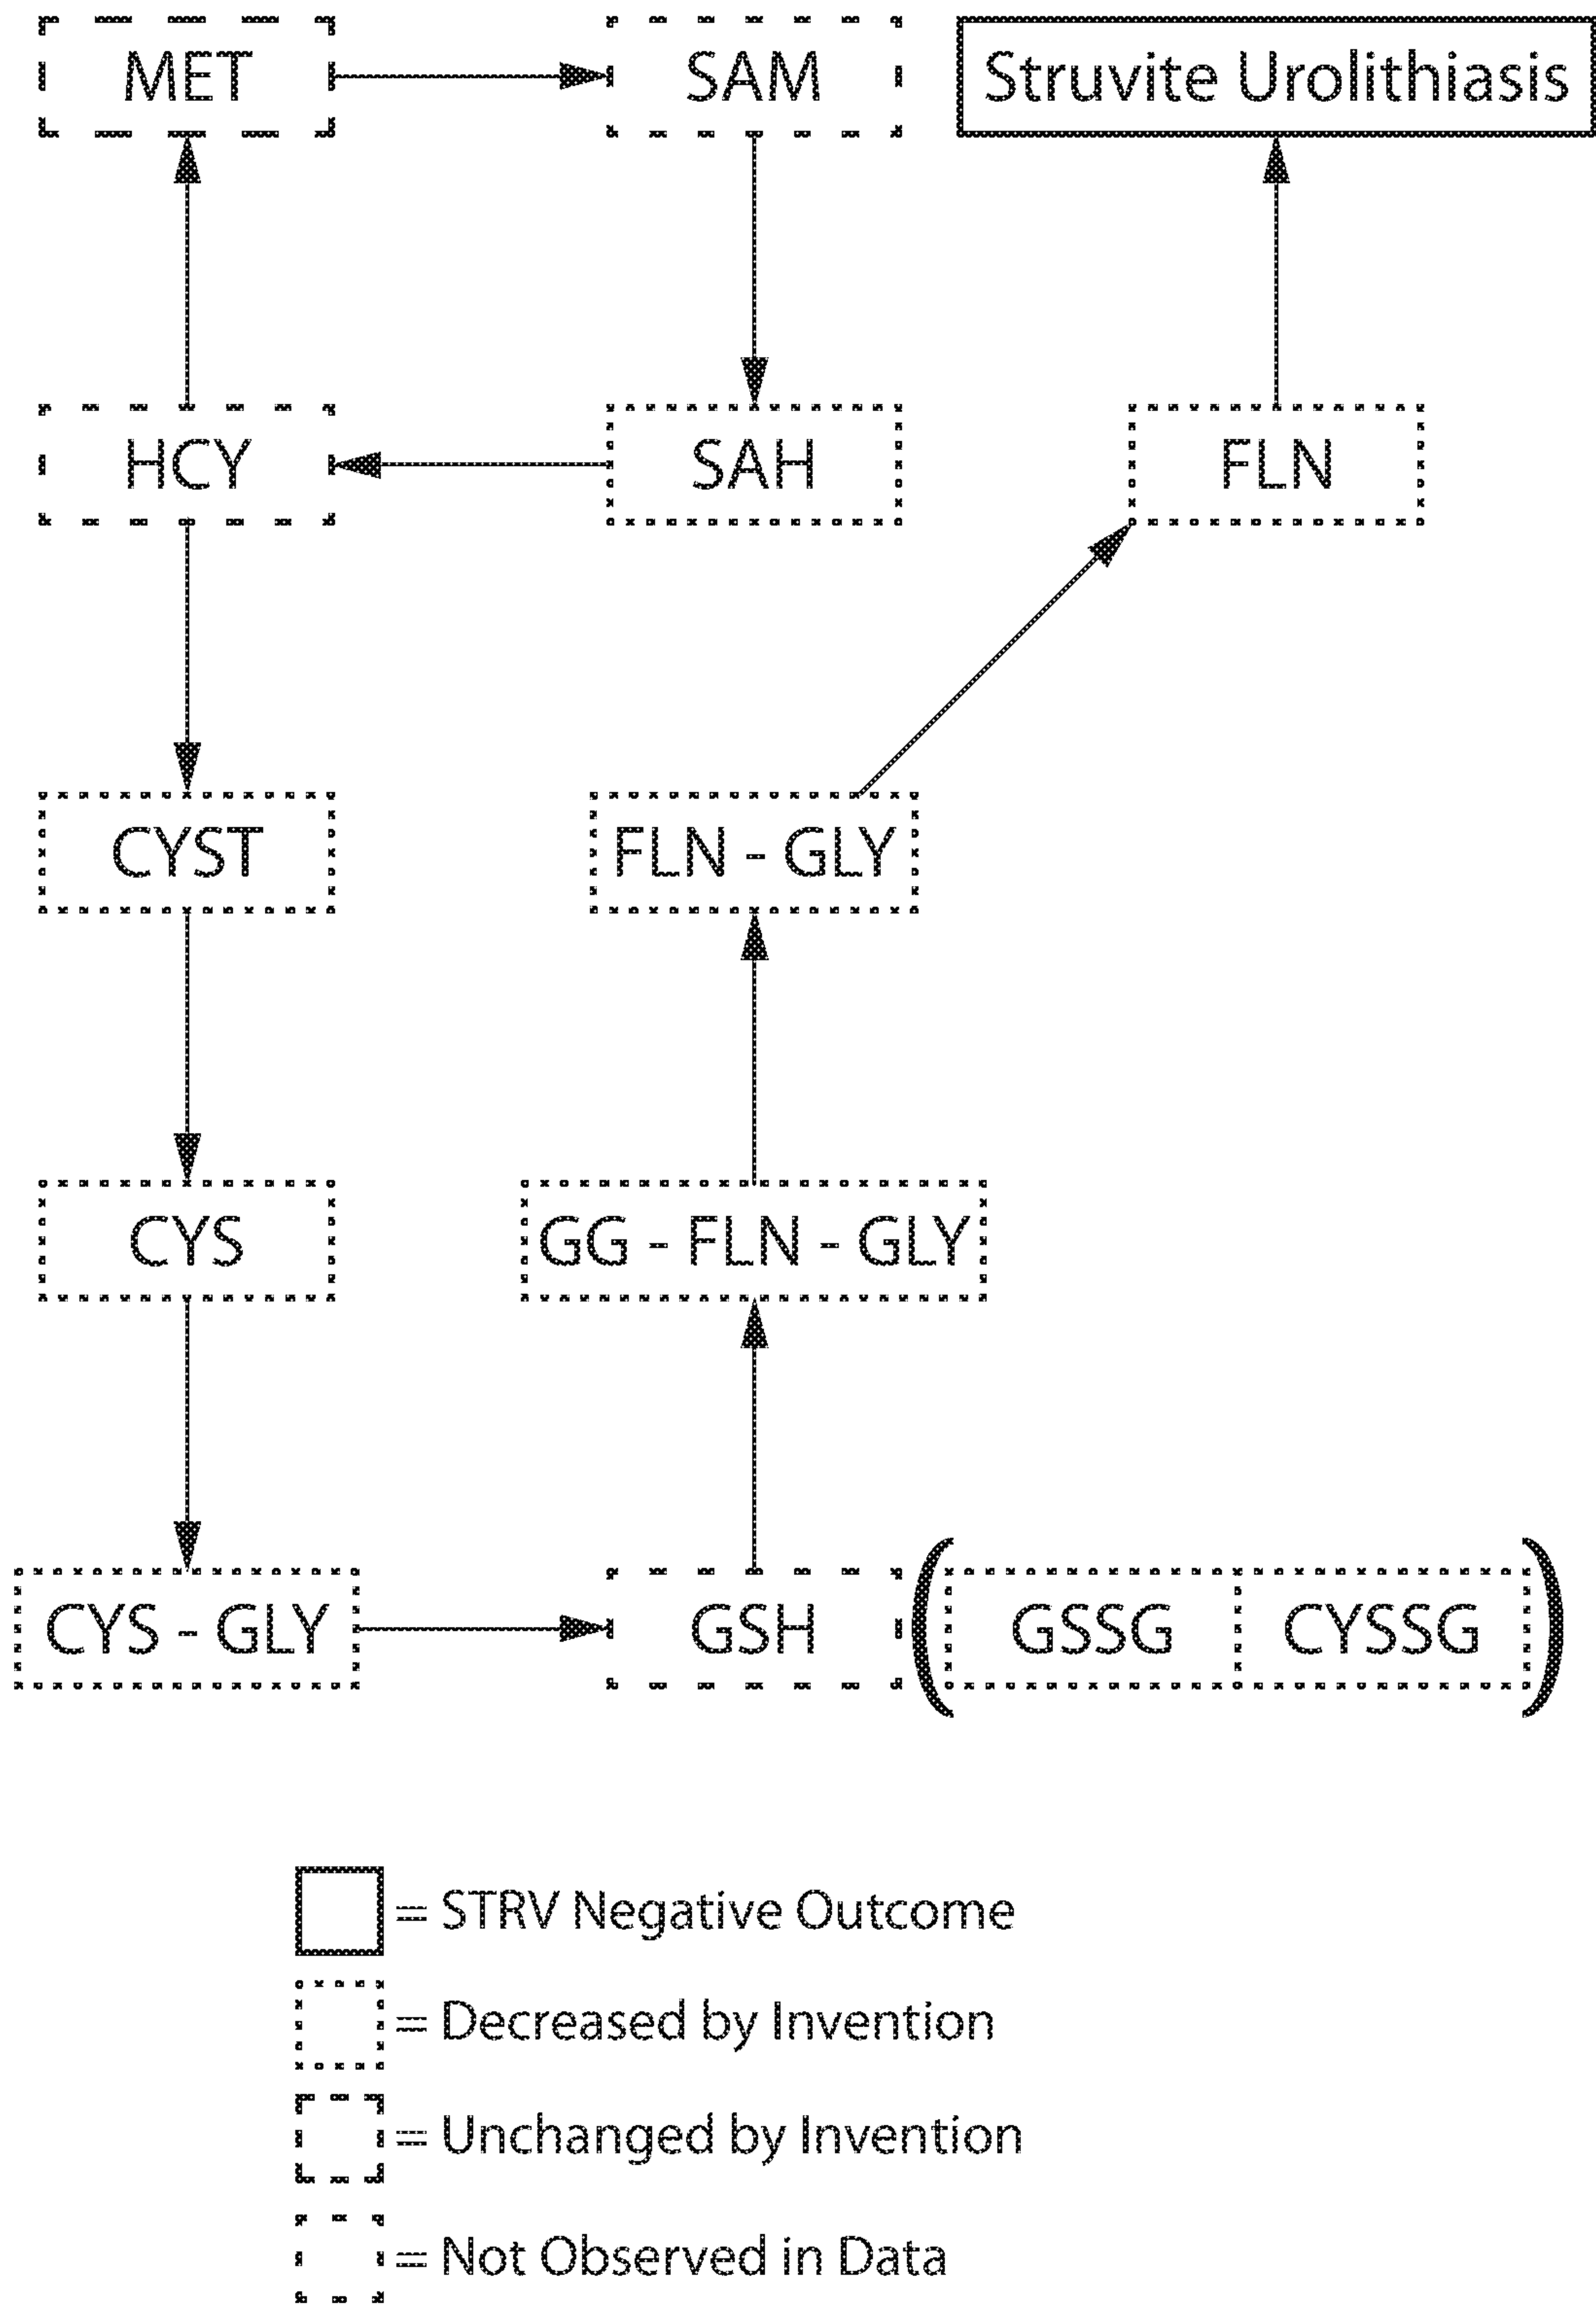 MET
SAM
Struvite Urolithiasis
HCY
SAH
FLN
CYST
FLN - GLY
CYS
GG - FLN - GLY
CYS - GLY
GSH
GSSG
CYSSG
= STRV Negative Outcome
= Decreased by Invention
= Unchanged by Invention
= Not Observed in Data